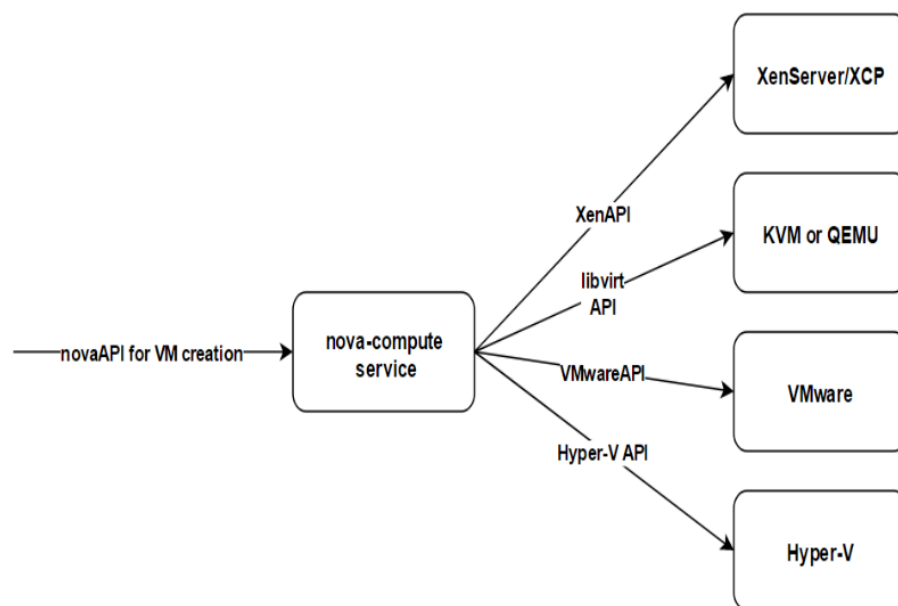 XenServer/XCP
XenAPI
KVM or QEMU
libvirt
API
novaAPI for VM creation
nova-compute
service
VMwareAPI
VMware
Hyper-V API
Hyper-V